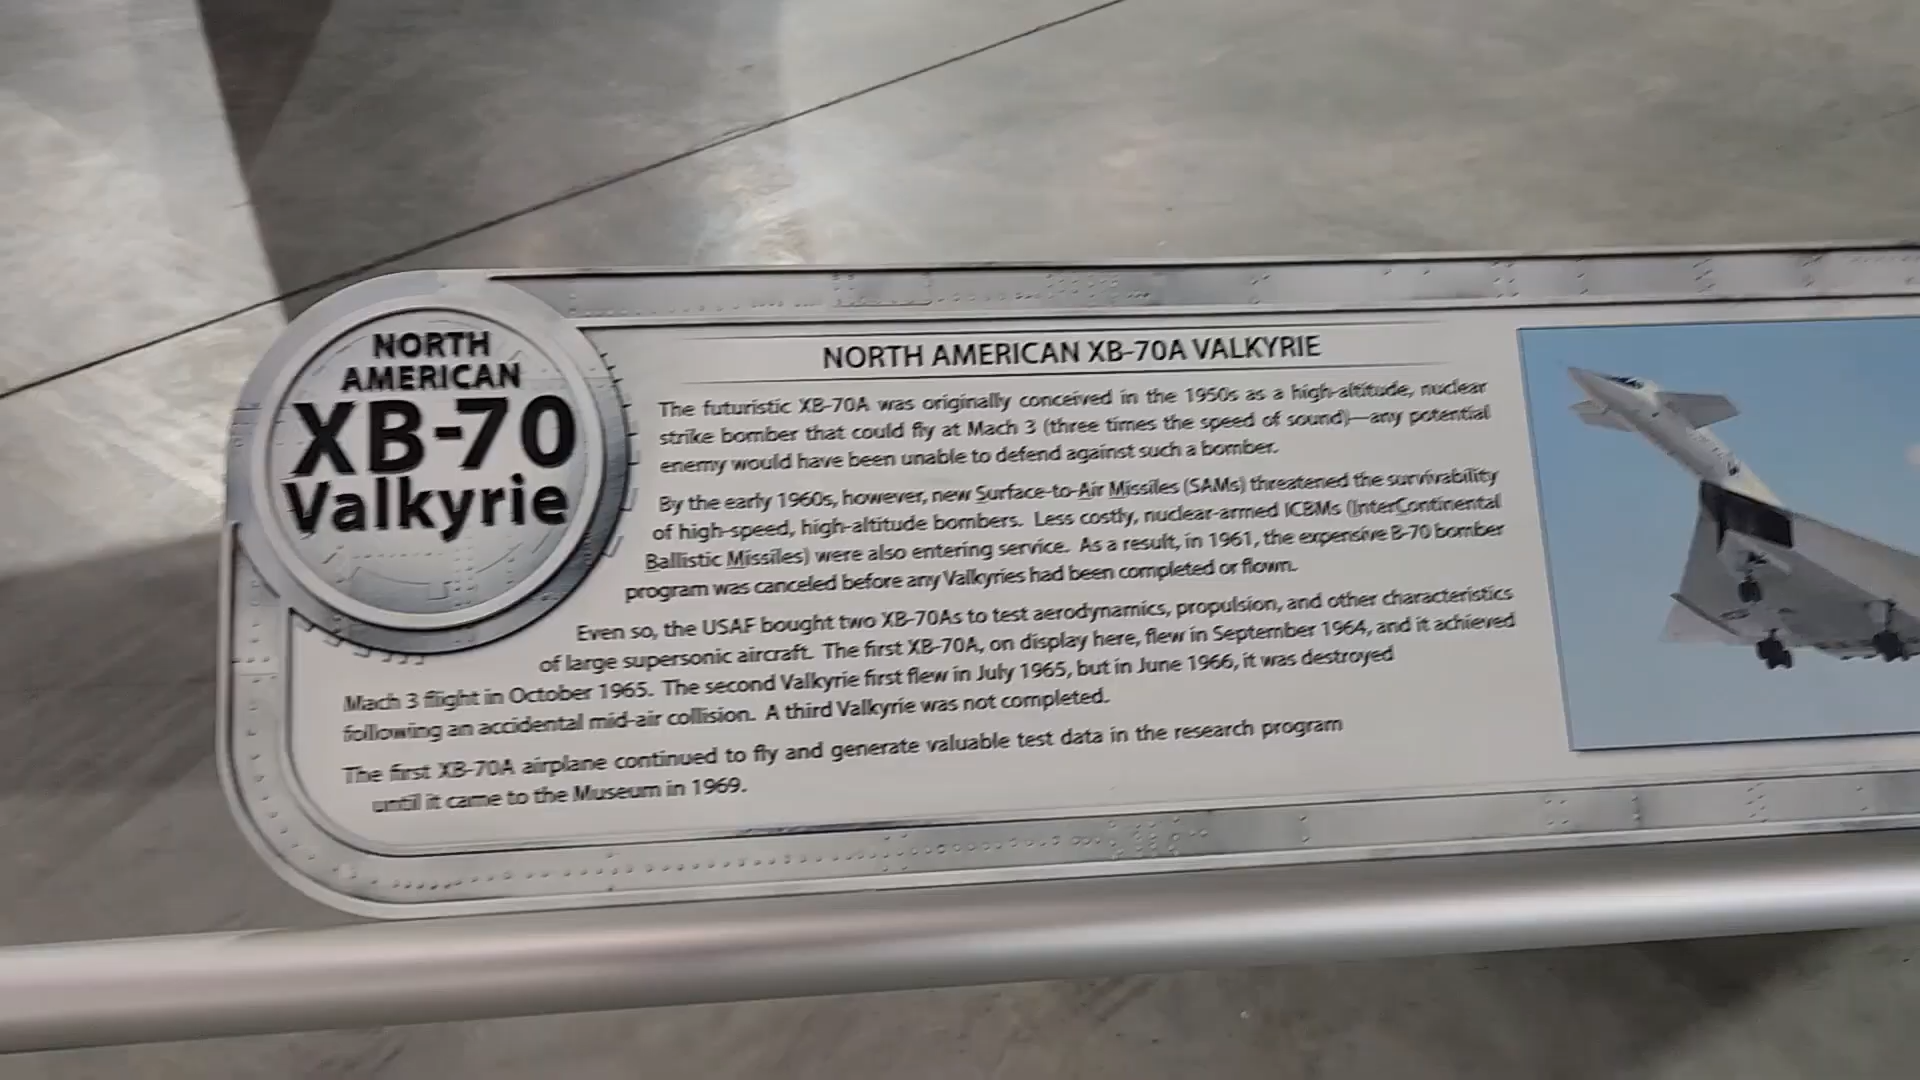 NORTH
AMERICAN
XB-70
Valkyrie
NORTH AMERICAN XB-70A VALKYRIE
The futuristic XB-70A was originally conceived in the 1950s as a high-altitude, nuclear
strike bomber that could fly at Mach 3 (three times the speed of sound)—any potential
enemy would have been unable to defend against such a bomber.
By the early 1960s, however, new Surface-to-Air Missiles (SAMs) threatened the survivability
of high-speed, high-altitude bombers. Less costly, nuclear-armed ICBMs (InterContinental
Ballistic Missiles) were also entering service. As a result, in 1961, the expensive B-70 bomber
program was canceled before any Valkyries had been completed or flown.
Even so, the USAF bought two XB-70As to test aerodynamics, propulsion, and other characteristics
of large supersonic aircraft. The first XB-70A, on display here, flew in September 1964, and it achieved
Mach 3 flight in October 1965. The second Valkyrie first flew in July 1965, but in June 1966, it was destroyed
following an accidental mid-air collision. A third Valkyrie was not completed.
The first XB-70A airplane continued to fly and generate valuable test data in the research program
until it came to the Museum in 1969.